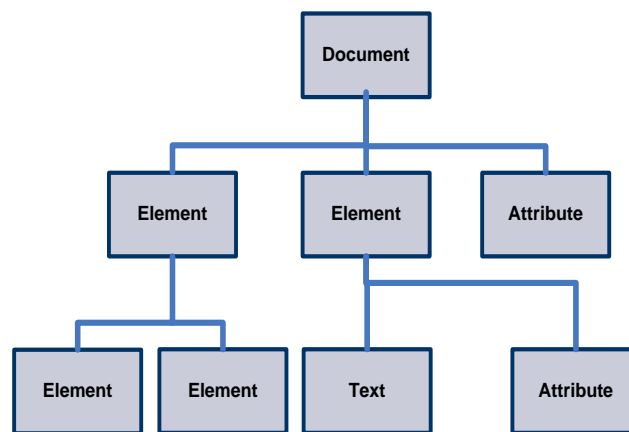 Document
Element
Element
Attribute
Element
Element
Text
Attribute